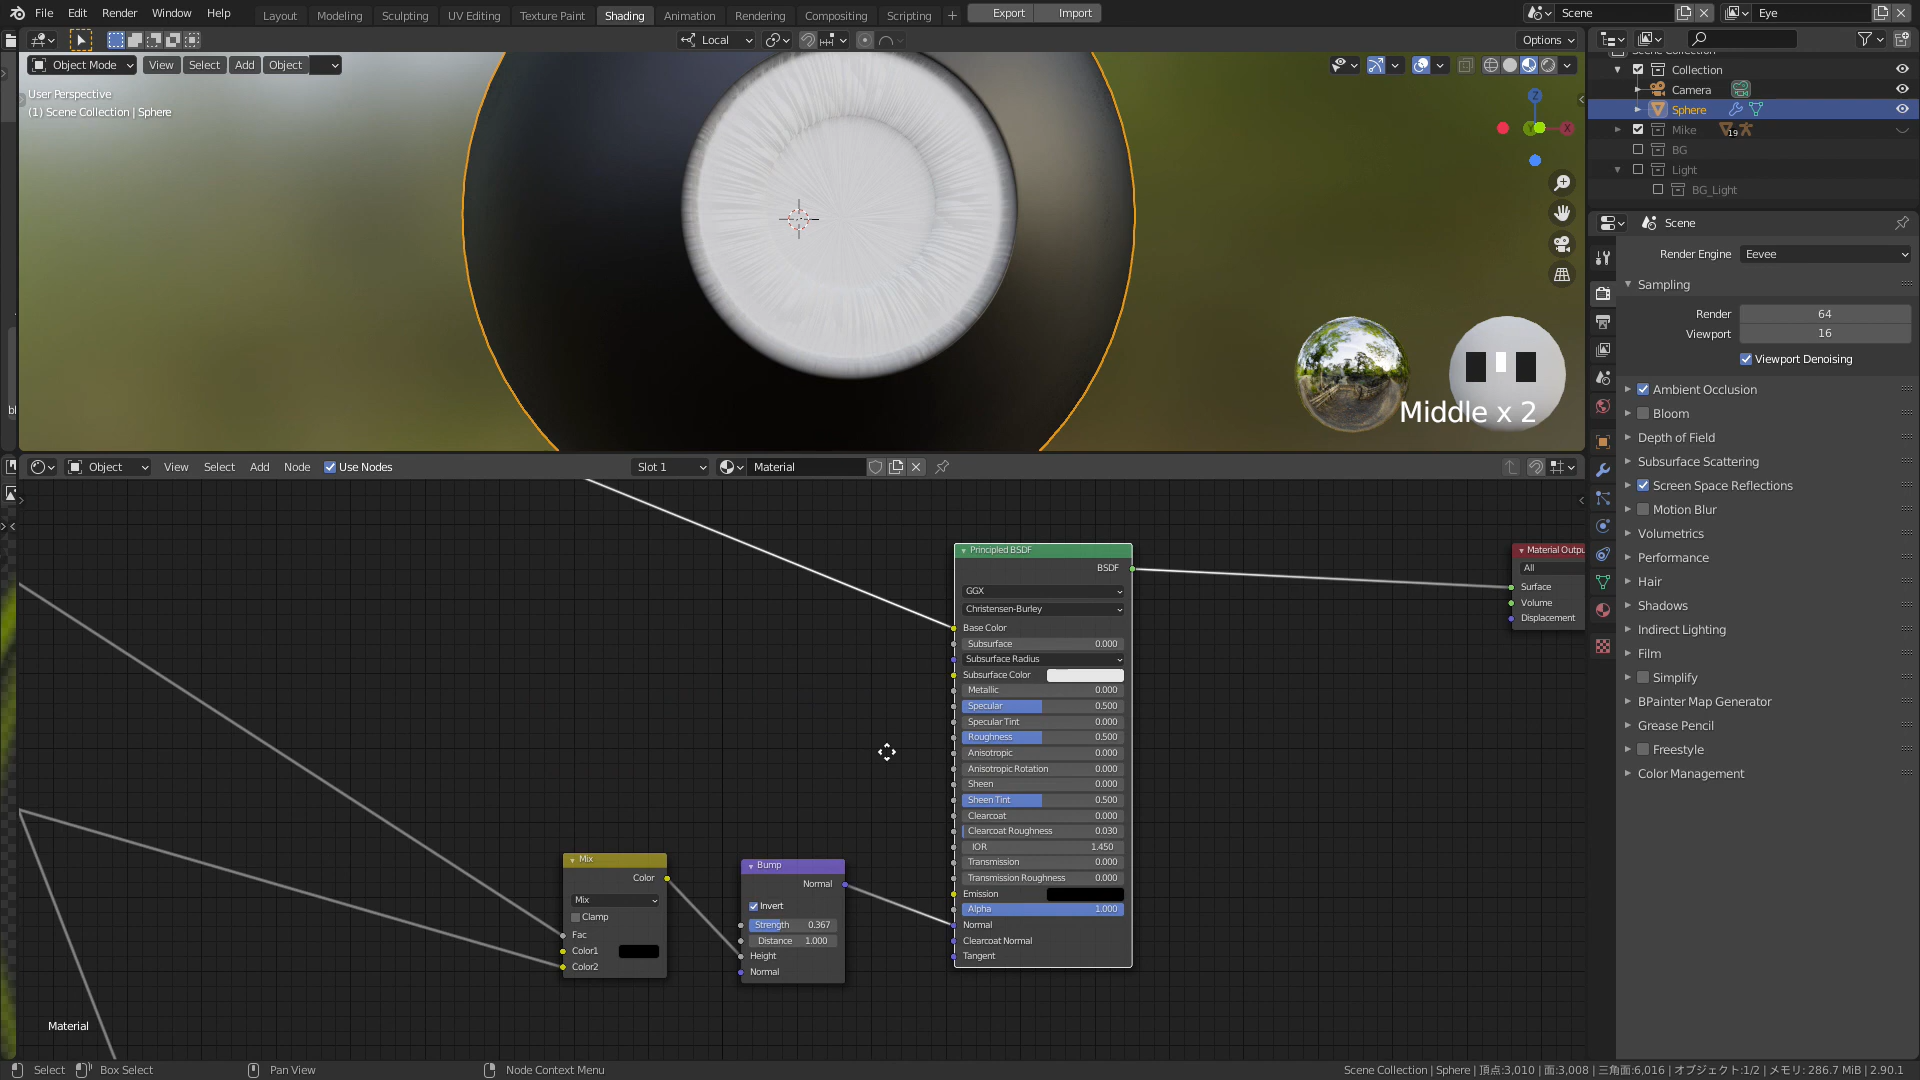 File Edit Render Window Help
Layout Modeling Sculpting UV Editing Texture Paint Shading Animation Rendering Compositing Scripting +
Export Import
Scene
Eye
Local
Options
Object Mode View Select Add Object
User Perspective
(1) Scene Collection | Sphere
Z
Y
X
Middle x 2
Scene Collection
Collection
Camera
Sphere
Mike
19
BG
Light
BG_Light
Scene
Render Engine Eevee
Sampling
Render 64
Viewport 16
Viewport Denoising
Ambient Occlusion
Bloom
Depth of Field
Subsurface Scattering
Screen Space Reflections
Motion Blur
Volumetrics
Performance
Hair
Shadows
Indirect Lighting
Film
Simplify
BPainter Map Generator
Grease Pencil
Freestyle
Color Management
bl
Object View Select Add Node Use Nodes
Slot 1
Material
Principled BSDF
BSDF
GGX
Christensen-Burley
Base Color
Subsurface 0.000
Subsurface Radius
Subsurface Color
Metallic 0.000
Specular 0.500
Specular Tint 0.000
Roughness 0.500
Anisotropic 0.000
Anisotropic Rotation 0.000
Sheen 0.000
Sheen Tint 0.500
Clearcoat 0.000
Clearcoat Roughness 0.030
IOR 1.450
Transmission 0.000
Transmission Roughness 0.000
Emission
Alpha 1.000
Normal
Clearcoat Normal
Tangent
Material Outpu
All
Surface
Volume
Displacement
Mix
Color
Mix
Clamp
Fac
Color1
Color2
Bump
Normal
Invert
Strength 0.367
Distance 1.000
Height
Normal
Material
Select Box Select Pan View Node Context Menu
Scene Collection | Sphere | 頂点:3,010 | 面:3,008 | 三角面:6,016 | オブジェクト:1/2 | メモリ: 286.7 MiB | 2.90.1